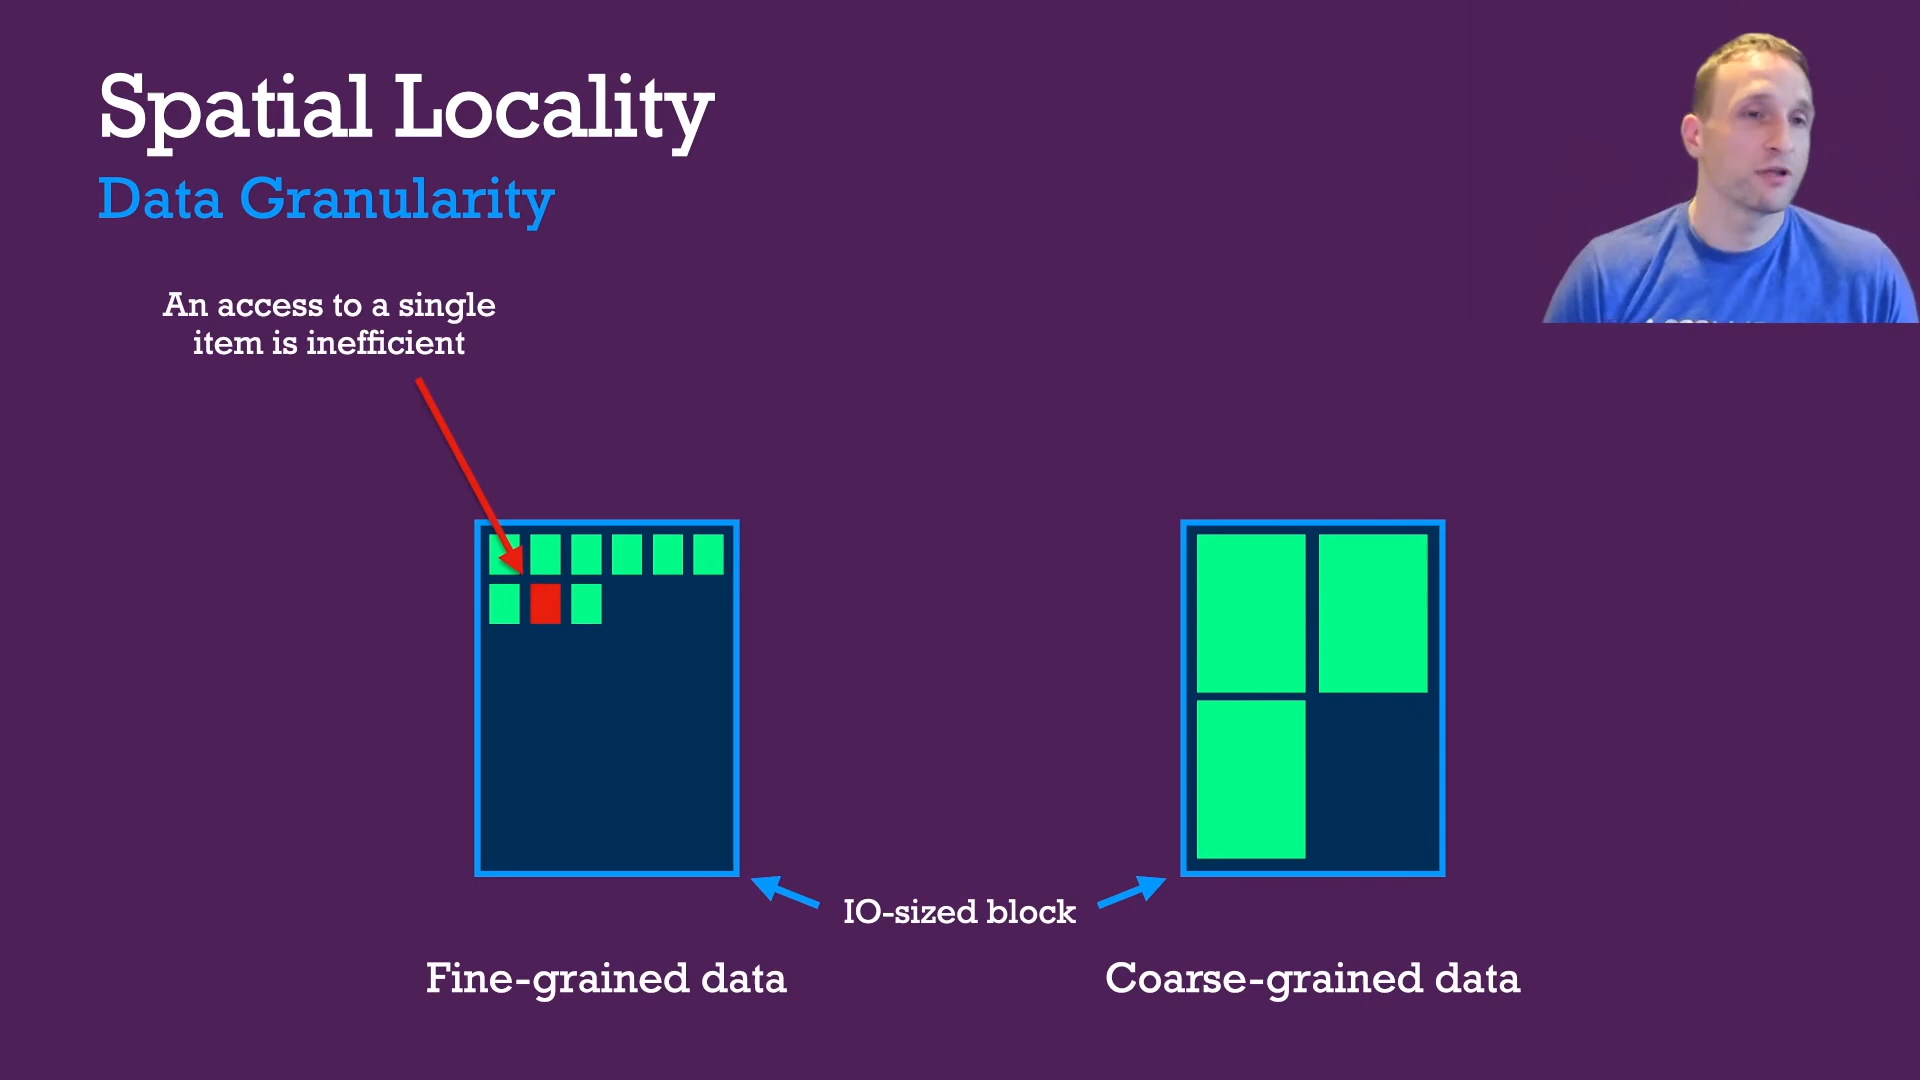 Spatial Locality
Data Granularity
An access to a single
item is inefficient
IO-sized block
Fine-grained data
Coarse-grained data